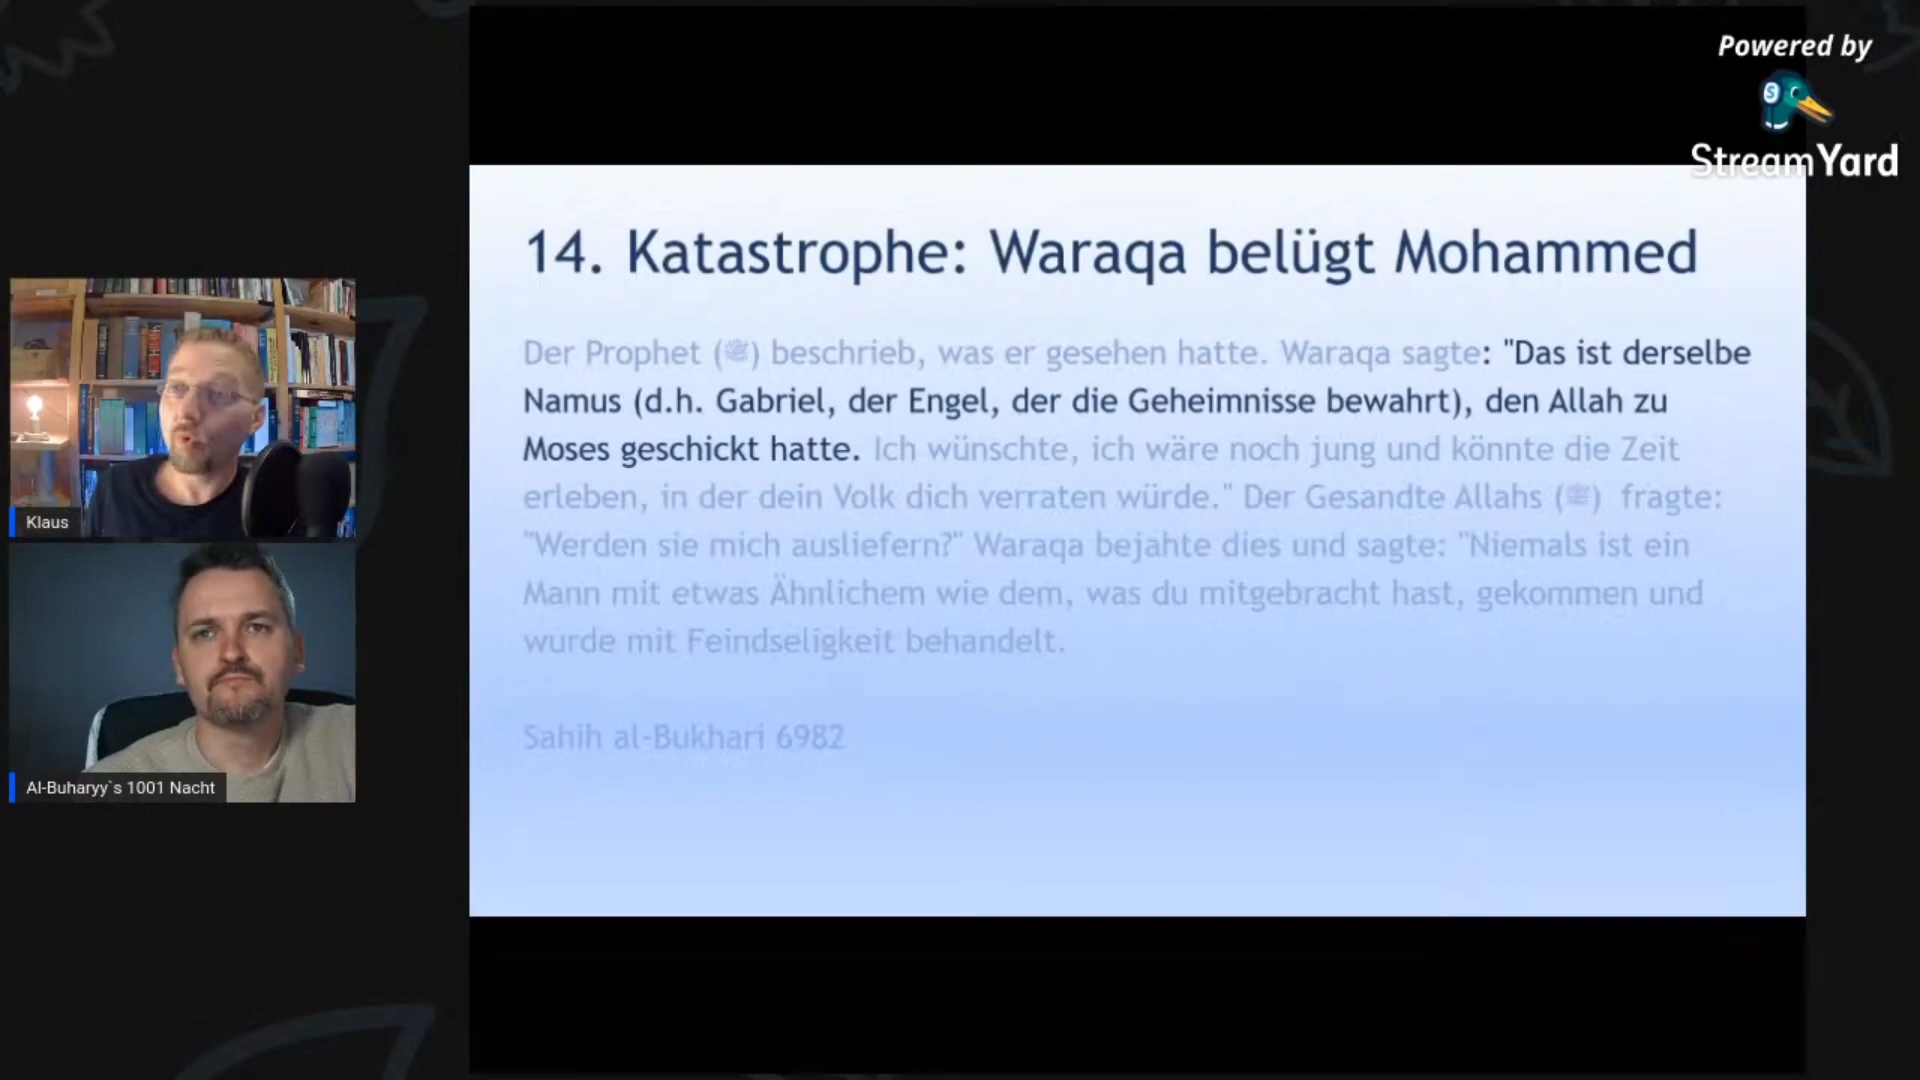 Powered by
StreamYard
14. Katastrophe: Waraqa belügt Mohammed
Der Prophet (ﷺ) beschrieb, was er gesehen hatte. Waraqa sagte: "Das ist derselbe
Namus (d.h. Gabriel, der Engel, der die Geheimnisse bewahrt), den Allah zu
Moses geschickt hatte. Ich wünschte, ich wäre noch jung und könnte die Zeit
erleben, in der dein Volk dich verraten würde." Der Gesandte Allahs (ﷺ) fragte:
"Werden sie mich ausliefern?" Waraqa bejahte dies und sagte: "Niemals ist ein
Mann mit etwas Ähnlichem wie dem, was du mitgebracht hast, gekommen und
wurde mit Feindseligkeit behandelt.
Sahih al-Bukhari 6982
Klaus
Al-Buharyy`s 1001 Nacht